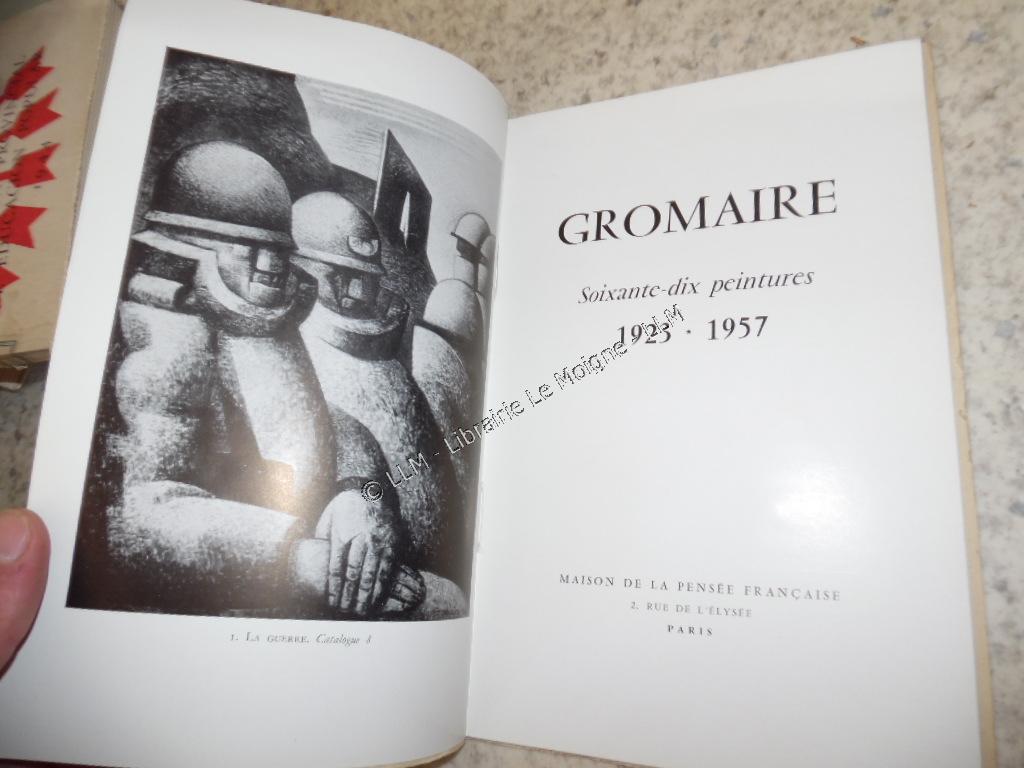 1. LA GUERRE. Catalogue 8
GROMAIRE
Soixante-dix peintures
1923 · 1957
MAISON DE LA PENSÉE FRANÇAISE
2, RUE DE L'ÉLYSÉE
PARIS
© LLM - Librairie Le Moigne - LLM